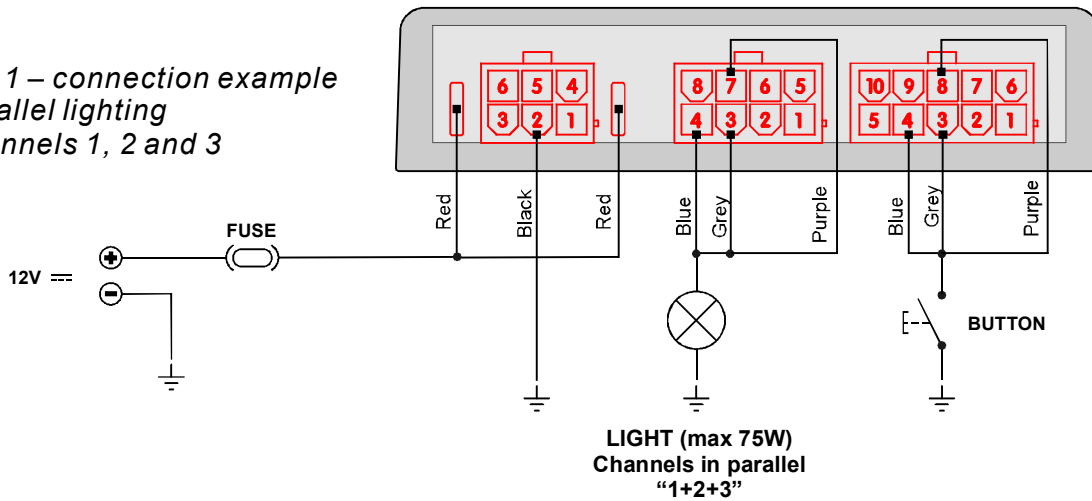 1 – connection example
allel lighting
nnels 1, 2 and 3
6 5 4
3 2 1
8 7 6 5
4 3 2 1
10 9 8 7 6
5 4 3 2 1
Red
Black
Red
Blue
Grey
Purple
Blue
Grey
Purple
FUSE
12V
BUTTON
LIGHT (max 75W)
Channels in parallel
“1+2+3”